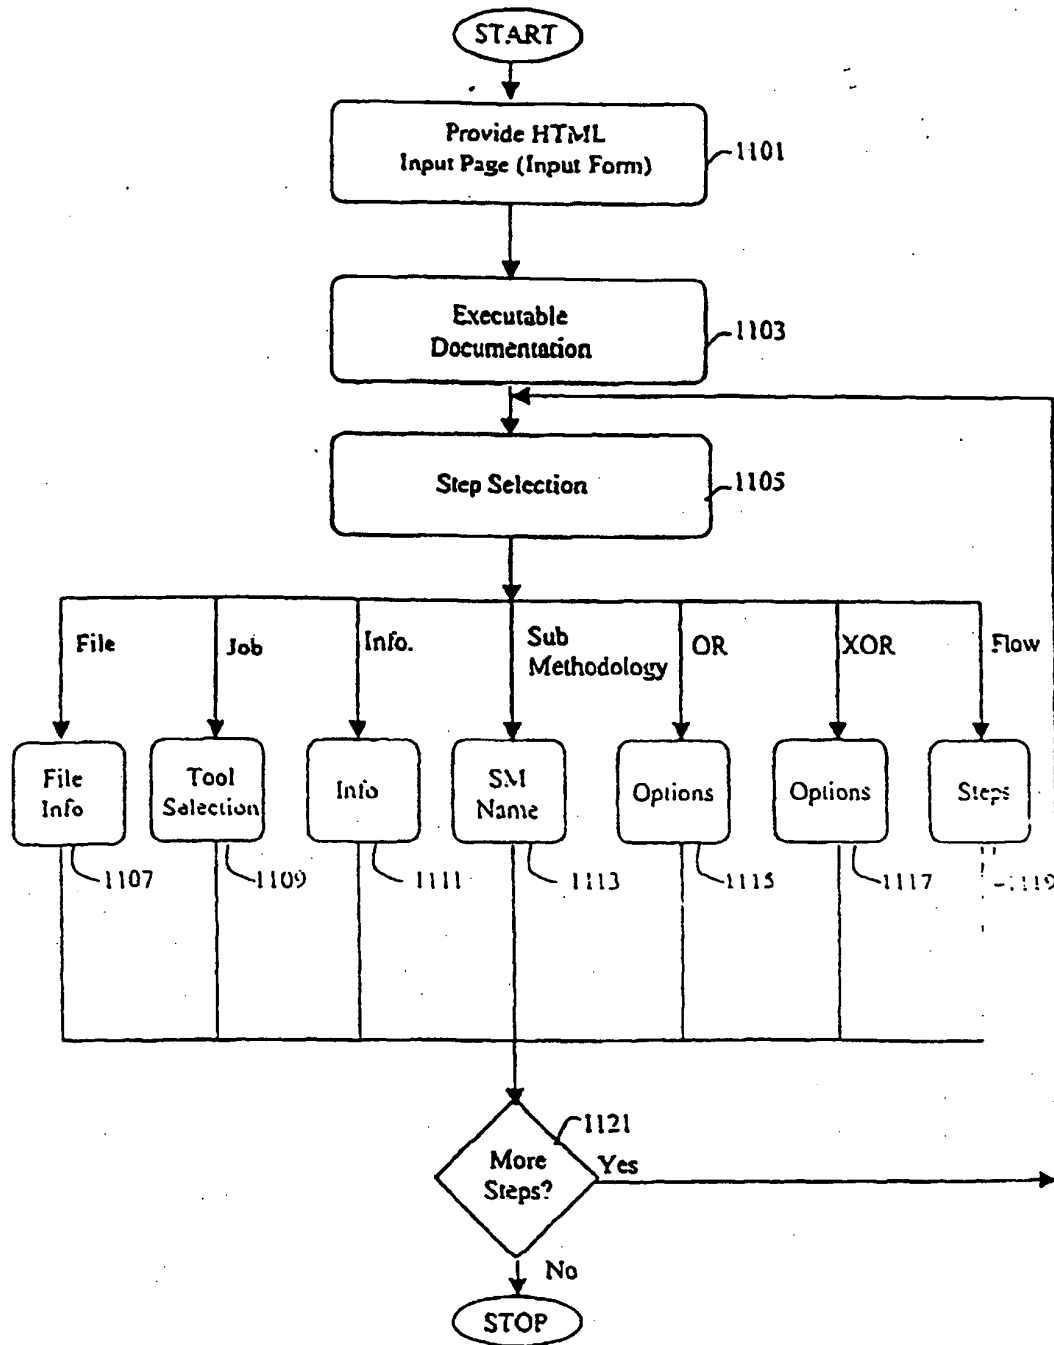 START
Provide HTML
Input Page (Input Form)
1101
Executable
Documentation
1103
Step Selection
1105
File
Job
Info.
Sub
Methodology
OR
XOR
Flow
File
Info
Tool
Selection
Info
SM
Name
Options
Options
Steps
1107
1109
1111
1113
1115
1117
1119
1121
More
Steps?
Yes
No
STOP